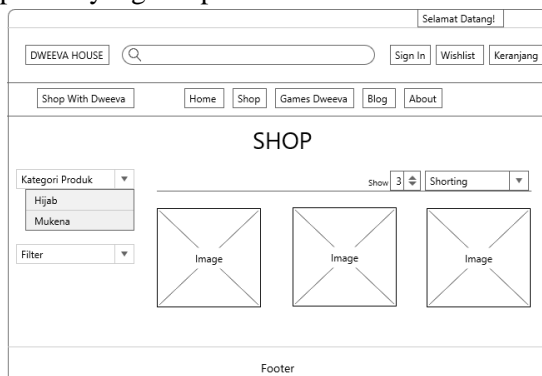 Selamat Datang!
DWEEVA HOUSE Sign In Wishlist Keranjang
Shop With Dweeva Home Shop Games Dweeva Blog About
SHOP
Kategori Produk Show 3 Shorting
Hijab
Mukena
Filter
Image Image Image
Footer